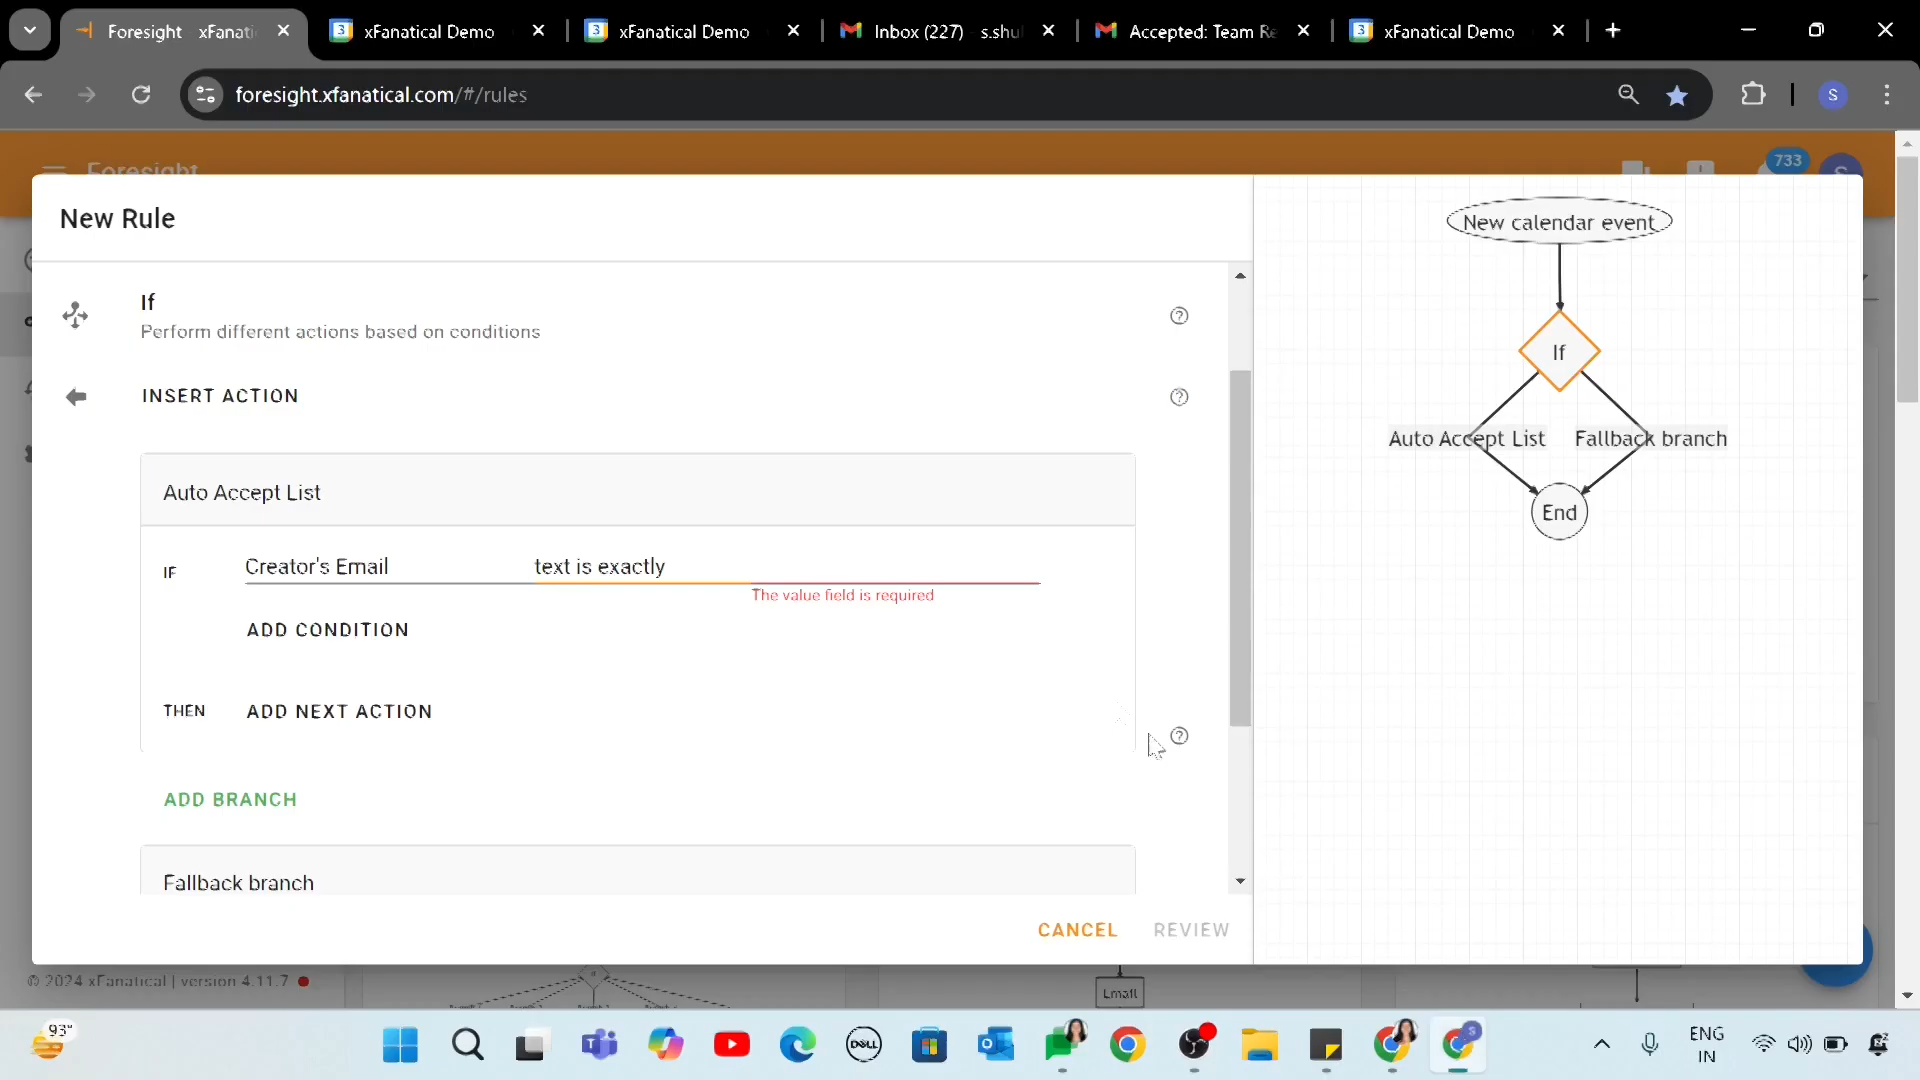 Foresight xFanati
xFanatical Demo
xFanatical Demo
Inbox (227) s.shu
Accepted: Team Re
xFanatical Demo
foresight.xfanatical.com/#/rules
S
Foresight
733
New Rule
If
Perform different actions based on conditions
INSERT ACTION
Auto Accept List
IF
Creator's Email
text is exactly
The value field is required
ADD CONDITION
THEN
ADD NEXT ACTION
ADD BRANCH
Fallback branch
CANCEL
REVIEW
New calendar event
If
Auto Accept List
Fallback branch
End
© 2024 xFanatical | version 4.11.7
Email
93°
DELL
ENG
IN